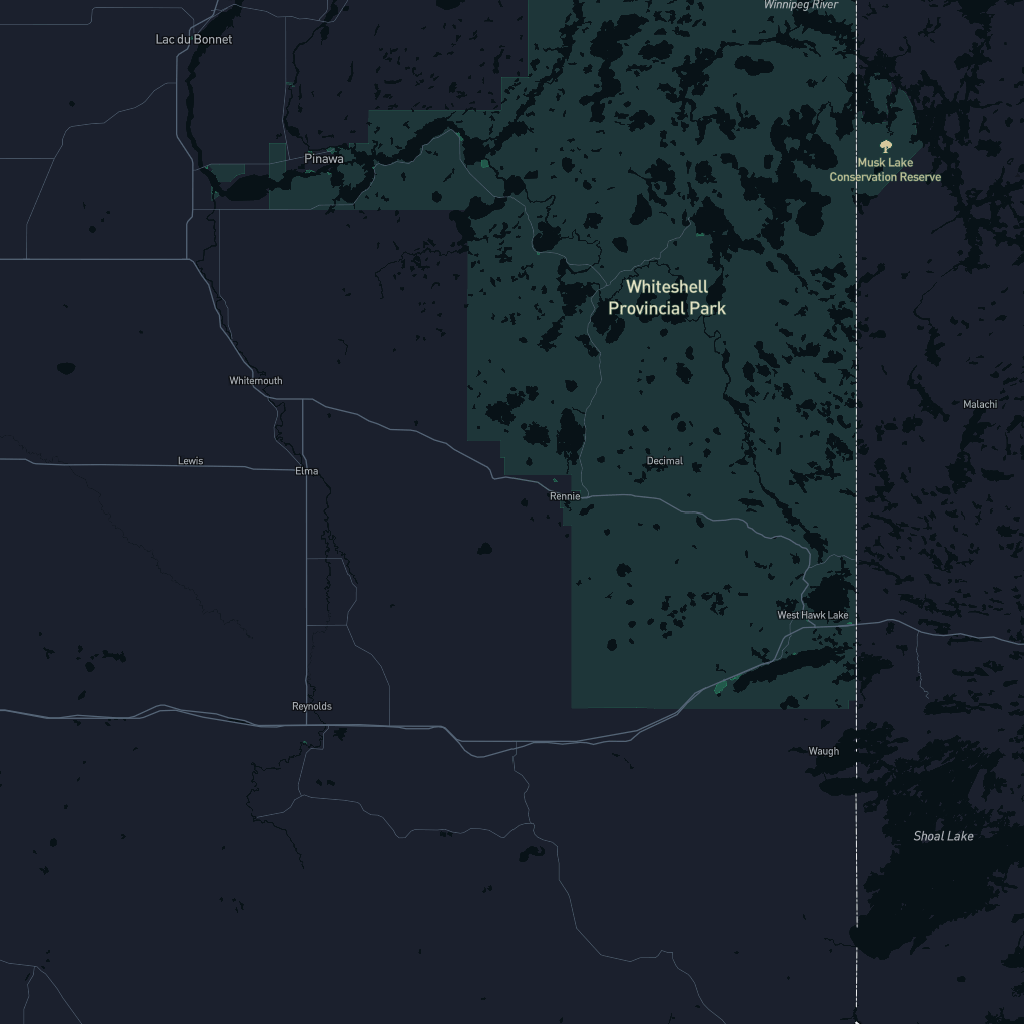 Winnipeg River
Lac du Bonnet
Pinawa
Musk Lake
Conservation Reserve
Whiteshell
Provincial Park
Whitemouth
Malachi
Lewis
Elma
Decimal
Rennie
West Hawk Lake
Reynolds
Waugh
Shoal Lake